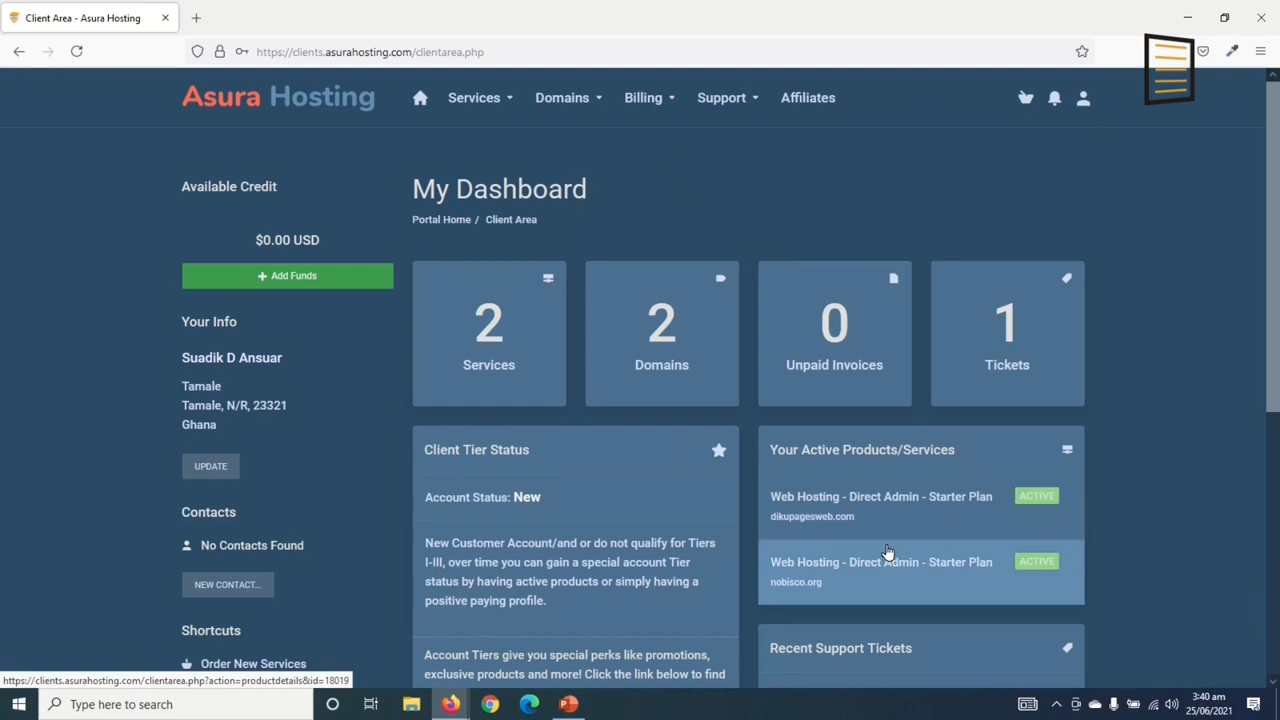 Client Area - Asura Hosting
https://clients.asurahosting.com/clientarea.php
Asura Hosting
Services
Domains
Billing
Support
Affiliates
Available Credit
$0.00 USD
Add Funds
Your Info
Suadik D Ansuar
Tamale
Tamale, N/R, 23321
Ghana
UPDATE
Contacts
No Contacts Found
NEW CONTACT...
Shortcuts
Order New Services
My Dashboard
Portal Home / Client Area
2
Services
2
Domains
0
Unpaid Invoices
1
Tickets
Client Tier Status
Account Status: New
New Customer Account/and or do not qualify for Tiers
I-III, over time you can gain a special account Tier
status by having active products or simply having a
positive paying profile.
Account Tiers give you special perks like promotions,
exclusive products and more! Click the link below to find
Your Active Products/Services
Web Hosting - Direct Admin - Starter Plan
ACTIVE
dikupagesweb.com
Web Hosting - Direct Admin - Starter Plan
ACTIVE
nobisco.org
Recent Support Tickets
https://clients.asurahosting.com/clientarea.php?action=productdetails&id=18019
Type here to search
3:40 am
25/06/2021